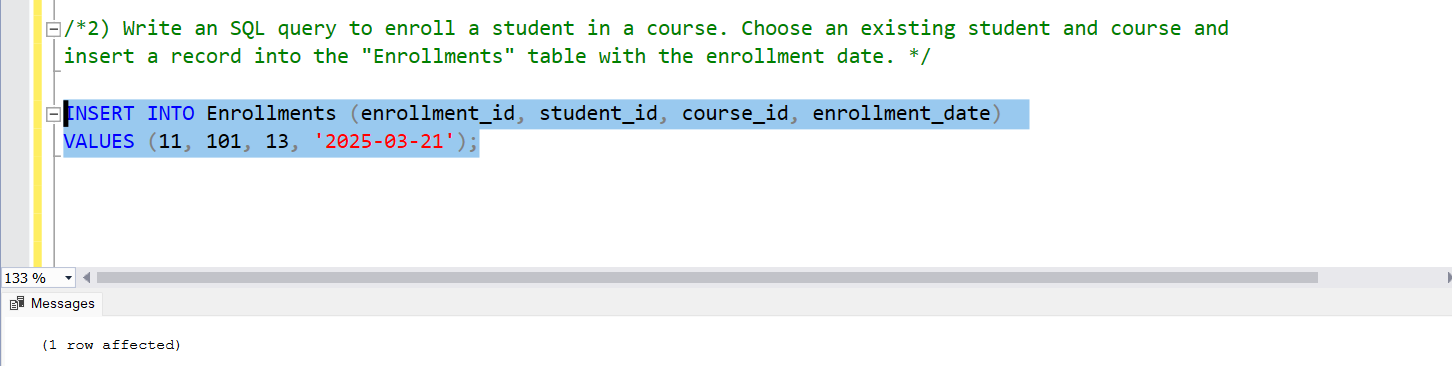 /*2) Write an SQL query to enroll a student in a course. Choose an existing student and course and
insert a record into the "Enrollments" table with the enrollment date. */
INSERT INTO Enrollments (enrollment_id, student_id, course_id, enrollment_date)
VALUES (11, 101, 13, '2025-03-21');
133 %
Messages
(1 row affected)